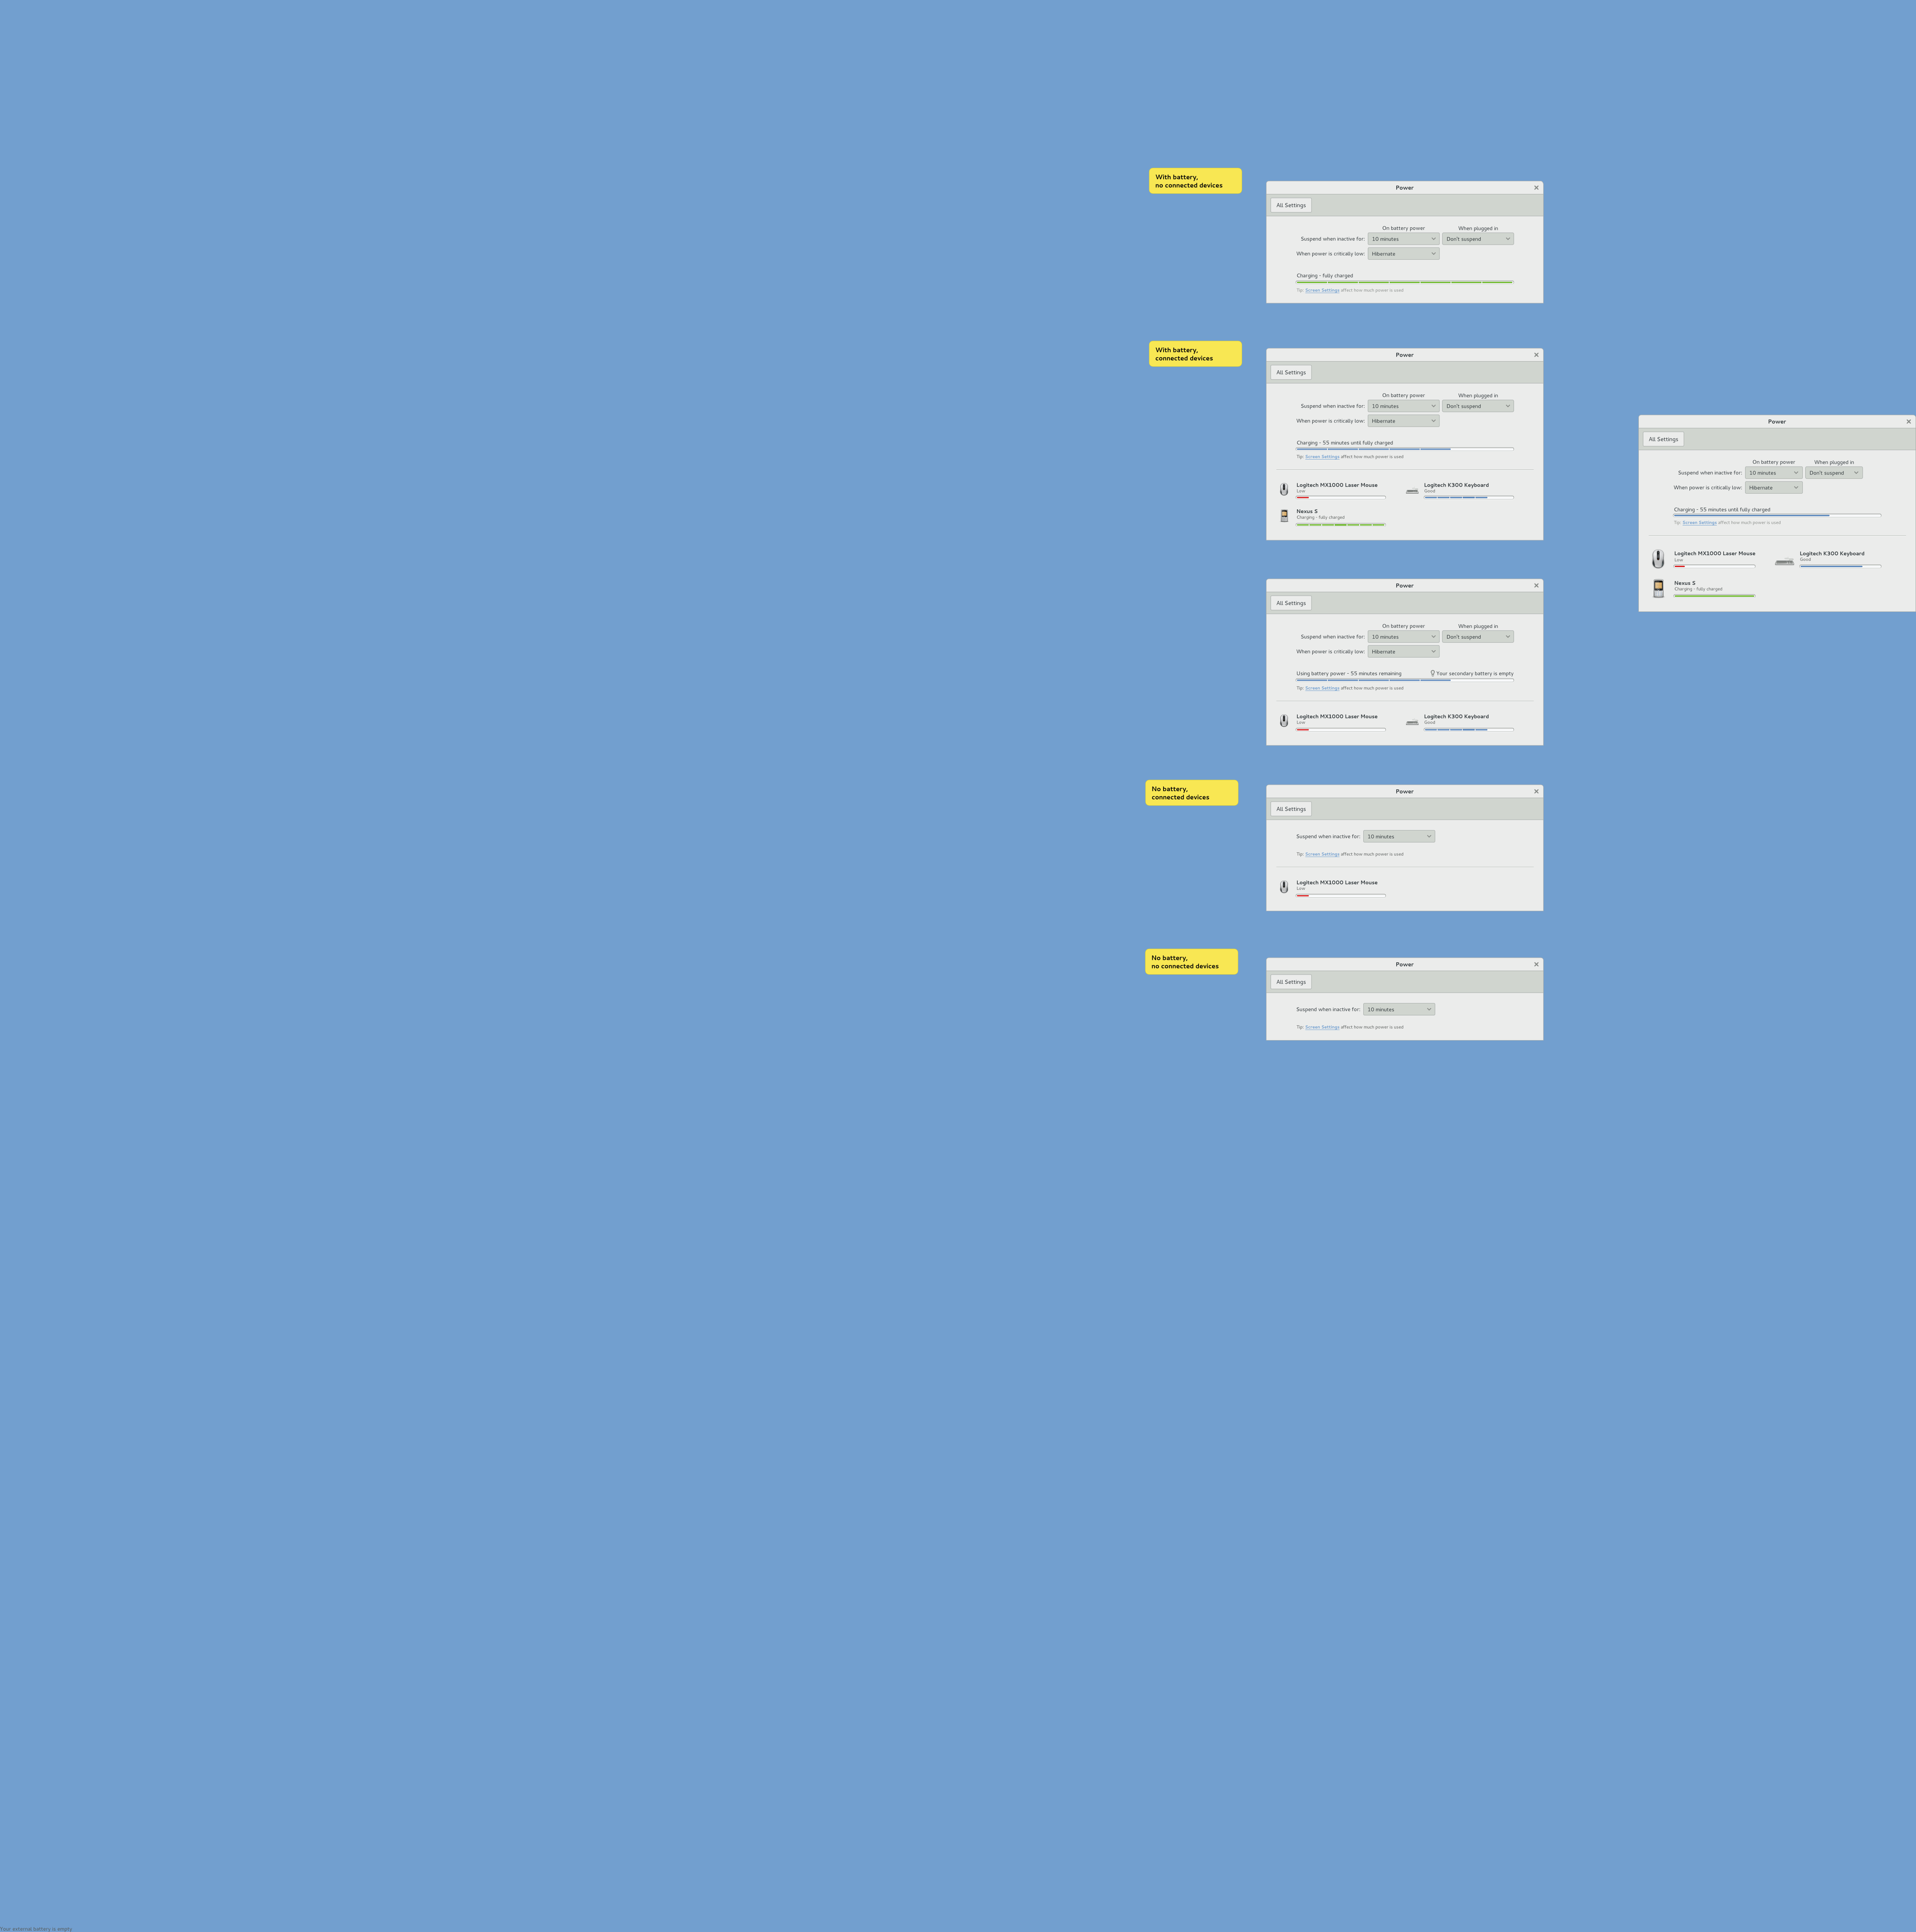 With battery,
no connected devices
Power
All Settings
On battery power When plugged in
Suspend when inactive for: 10 minutes Don't suspend
When power is critically low: Hibernate
Charging - fully charged
Tip: Screen Settings affect how much power is used
With battery,
connected devices
Power
All Settings
On battery power When plugged in
Suspend when inactive for: 10 minutes Don't suspend
When power is critically low: Hibernate
Charging - 55 minutes until fully charged
Tip: Screen Settings affect how much power is used
Logitech MX1000 Laser Mouse Logitech K300 Keyboard
Low Good
Nexus S
Charging - fully charged
Power
All Settings
On battery power When plugged in
Suspend when inactive for: 10 minutes Don't suspend
When power is critically low: Hibernate
Charging - 55 minutes until fully charged
Tip: Screen Settings affect how much power is used
Logitech MX1000 Laser Mouse Logitech K300 Keyboard
Low Good
Nexus S
Charging - fully charged
Power
All Settings
On battery power When plugged in
Suspend when inactive for: 10 minutes Don't suspend
When power is critically low: Hibernate
Using battery power - 55 minutes remaining Your secondary battery is empty
Tip: Screen Settings affect how much power is used
Logitech MX1000 Laser Mouse Logitech K300 Keyboard
Low Good
No battery,
connected devices
Power
All Settings
Suspend when inactive for: 10 minutes
Tip: Screen Settings affect how much power is used
Logitech MX1000 Laser Mouse
Low
No battery,
no connected devices
Power
All Settings
Suspend when inactive for: 10 minutes
Tip: Screen Settings affect how much power is used
Your external battery is empty